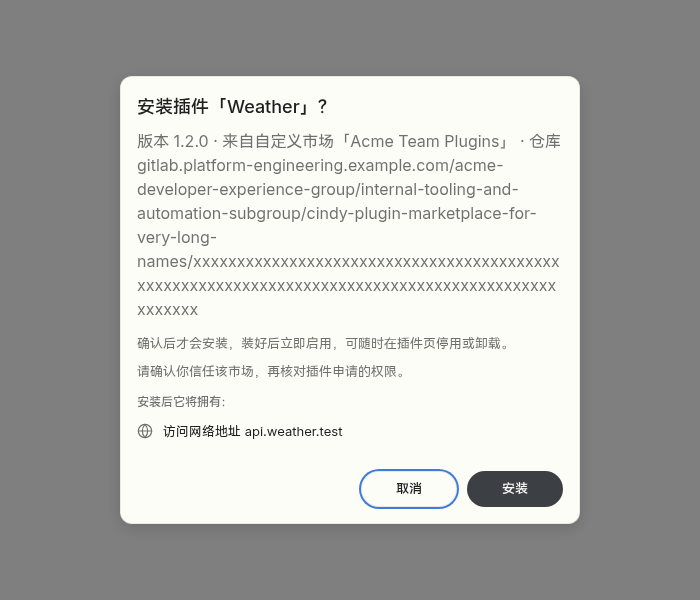 安装插件「Weather」?
版本 1.2.0 · 来自自定义市场「Acme Team Plugins」 · 仓库
gitlab.platform-engineering.example.com/acme-
developer-experience-group/internal-tooling-and-
automation-subgroup/cindy-plugin-marketplace-for-
very-long-
names/xxxxxxxxxxxxxxxxxxxxxxxxxxxxxxxxxxxxxxxxxx
xxxxxxxxxxxxxxxxxxxxxxxxxxxxxxxxxxxxxxxxxxxxxxxx
xxxxxxx
确认后才会安装，装好后立即启用，可随时在插件页停用或卸载。
请确认你信任该市场，再核对插件申请的权限。
安装后它将拥有:
访问网络地址 api.weather.test
取消
安装